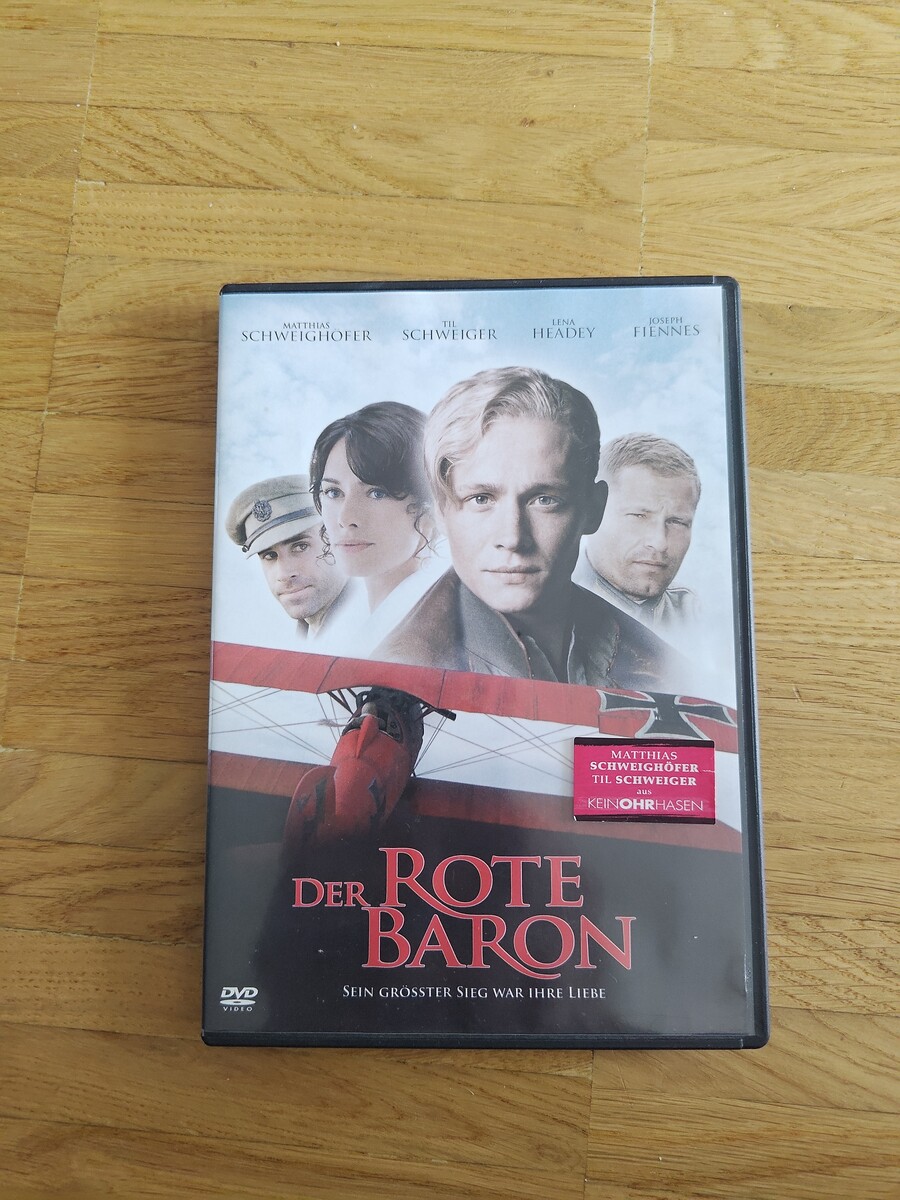 MATTHIAS
SCHWEIGHÖFER
TIL
SCHWEIGER
LENA
HEADEY
JOSEPH
FIENNES
MATTHIAS
SCHWEIGHÖFER
TIL SCHWEIGER
aus
KEINOHRHASEN
DER ROTE
BARON
SEIN GRÖSSTER SIEG WAR IHRE LIEBE
DVD
VIDEO